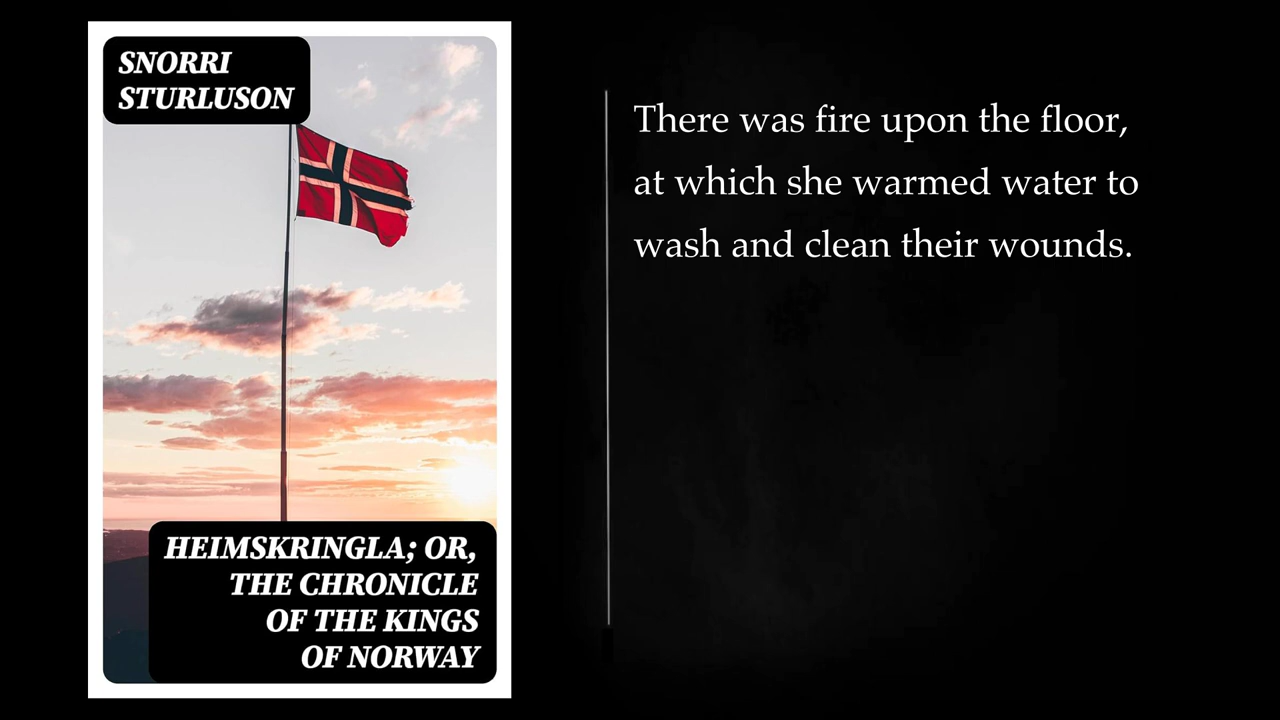 SNORRI
STURLUSON
HEIMSKRINGLA; OR,
THE CHRONICLE
OF THE KINGS
OF NORWAY
There was fire upon the floor,
at which she warmed water to
wash and clean their wounds.